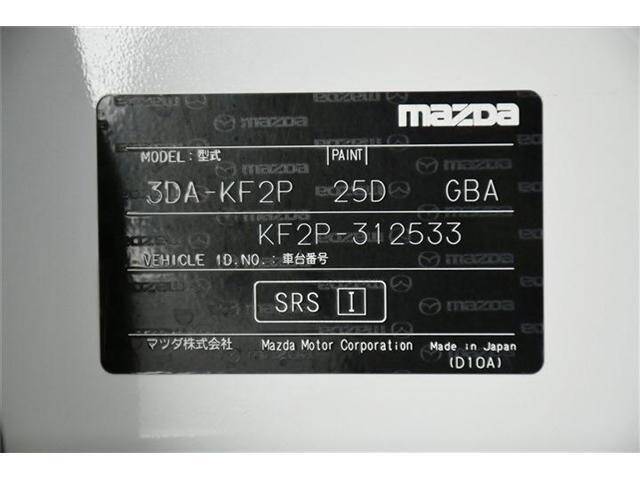 mazda
MODEL : 型式 PAINT
3DA-KF2P 25D GBA
KF2P-312533
VEHICLE ID.NO. : 車台番号
SRS I
マツダ株式会社 Mazda Motor Corporation Made in Japan
(D10A)